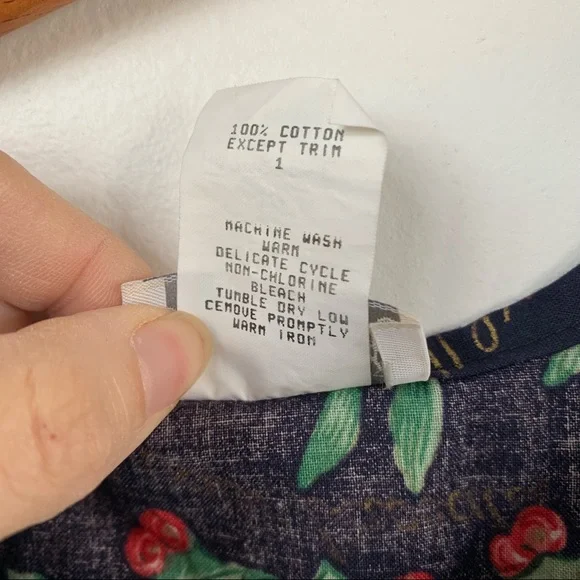 100% COTTON
EXCEPT TRIM
1
MACHINE WASH
WARM
DELICATE CYCLE
NON-CHLORINE
BLEACH
TUMBLE DRY LOW
CEMOVE PROMPTLY
WARM IRON